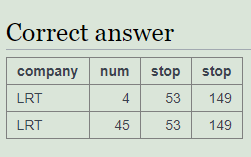 Correct answer
company num stop stop
LRT 4 53 149
LRT 45 53 149